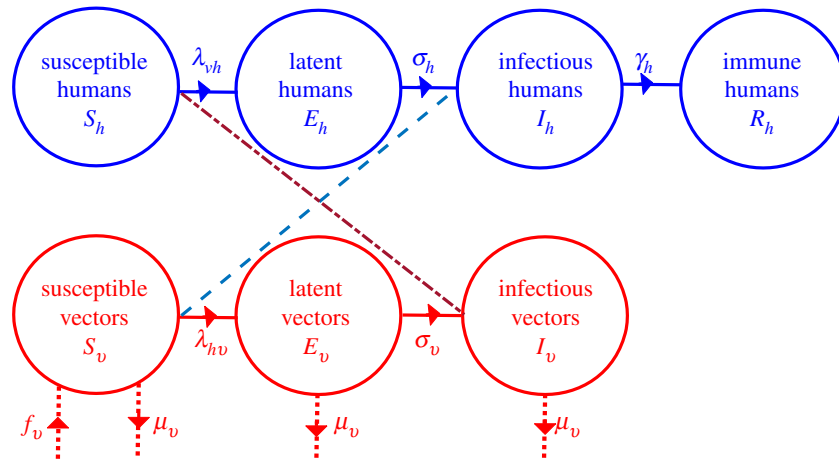 susceptible
humans
S_h
λ_vh
latent
humans
E_h
σ_h
infectious
humans
I_h
γ_h
immune
humans
R_h
susceptible
vectors
S_υ
λ_hυ
latent
vectors
E_υ
σ_υ
infectious
vectors
I_υ
f_υ
μ_υ
μ_υ
μ_υ